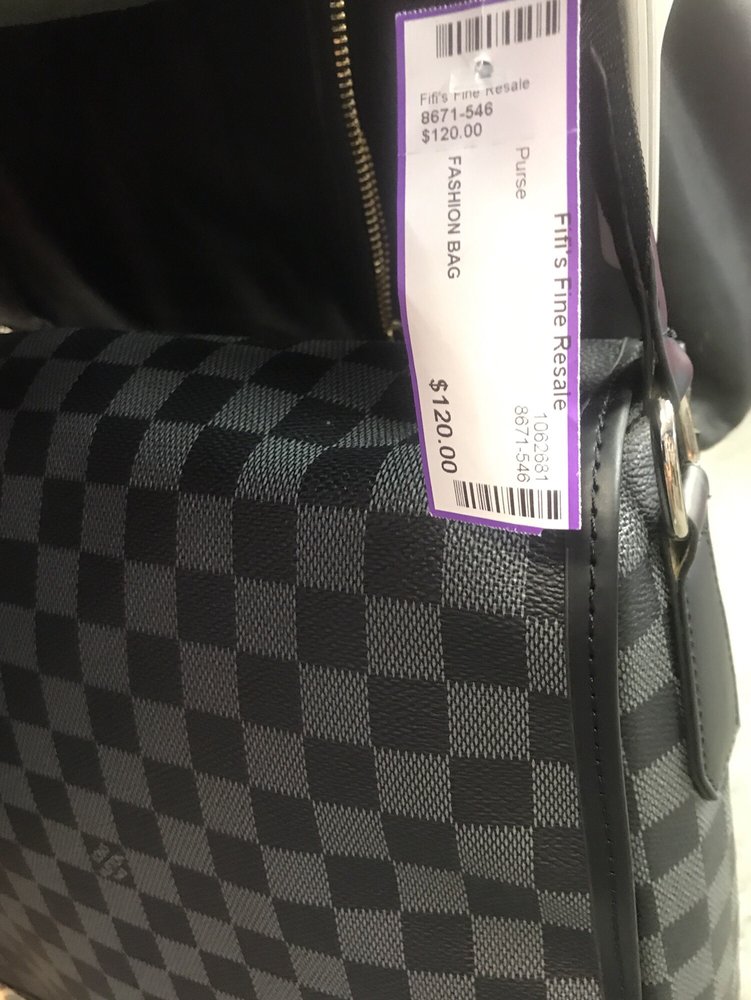 Fifi's Fine Resale
8671-546
$120.00
Purse
FASHION BAG
Fifi's Fine Resale
1062681
8671-546
$120.00